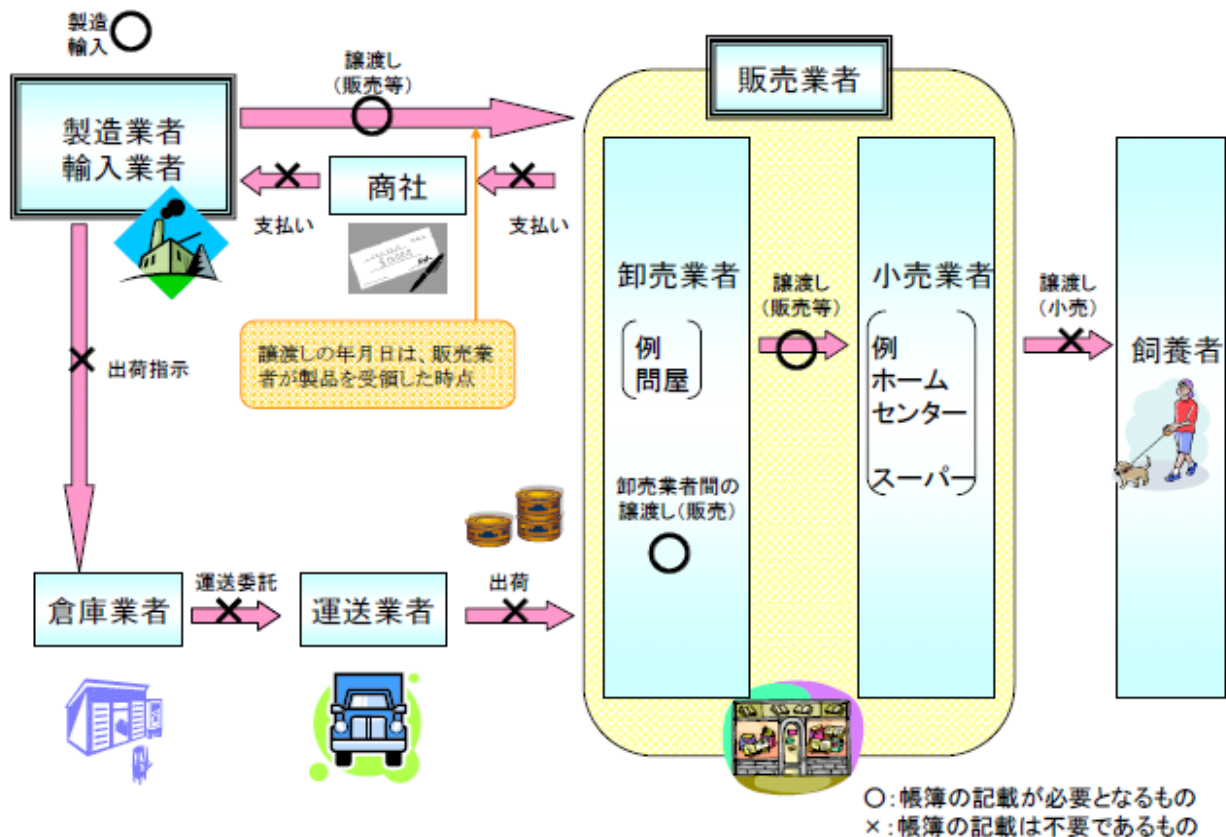 製造
輸入
製造業者
輸入業者
譲渡し
(販売等)
支払い
商社
支払い
譲渡しの年月日は、販売業
者が製品を受領した時点
出荷指示
倉庫業者
運送委託
運送業者
出荷
販売業者
卸売業者
例
問屋
卸売業者間の
譲渡し(販売)
譲渡し
(販売等)
小売業者
例
ホーム
センター
スーパー
譲渡し
(小売)
飼養者
○:帳簿の記載が必要となるもの
×:帳簿の記載は不要であるもの